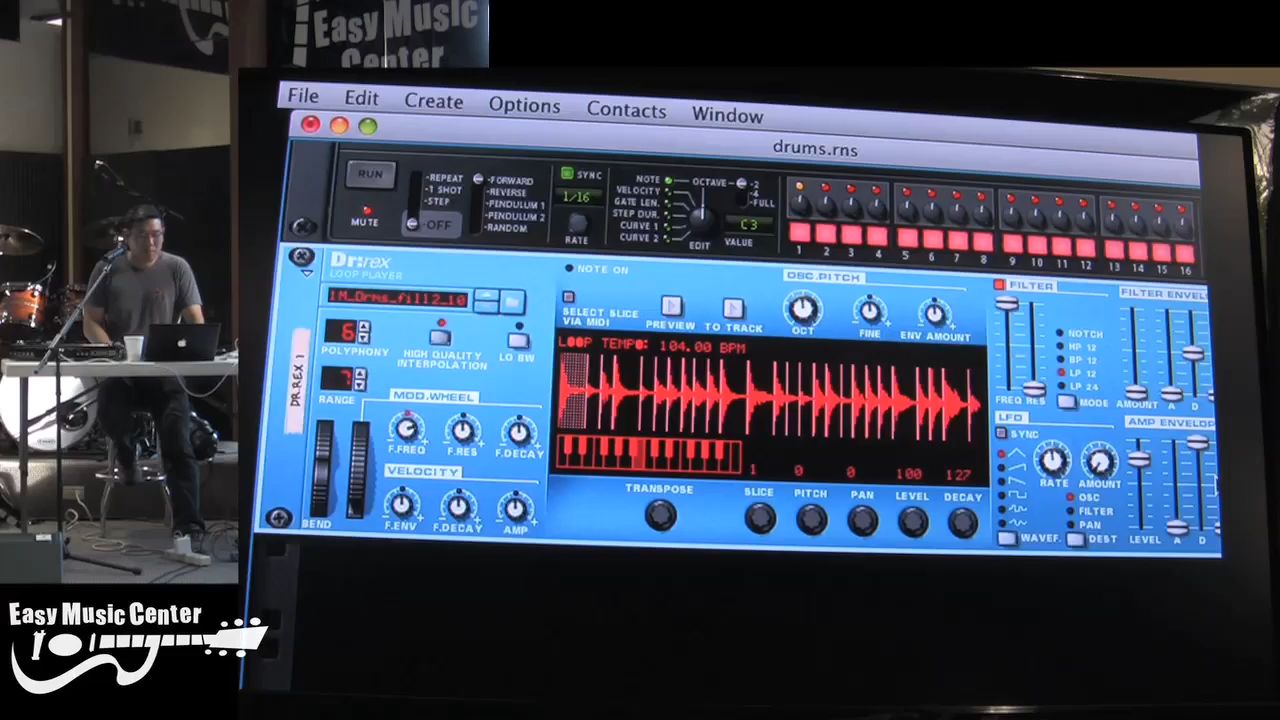 Easy Music
Center
File Edit Create Options Contacts Window
drums.rns
RUN
MUTE
-REPEAT
-1 SHOT
-STEP
-OFF
-FORWARD
-REVERSE
-PENDULUM 1
-PENDULUM 2
-RANDOM
SYNC
1/16
RATE
NOTE
VELOCITY
GATE LEN.
STEP DUR.
CURVE 1
CURVE 2
OCTAVE
-2
-4
-FULL
EDIT
C3
VALUE
1 2 3 4 5 6 7 8 9 10 11 12 13 14 15 16
Dr:rex
LOOP PLAYER
NOTE ON
1M_Drms_fill2_10
SELECT SLICE
VIA MIDI
PREVIEW
TO TRACK
OSC.PITCH
OCT
FINE
ENV AMOUNT
6
POLYPHONY
HIGH QUALITY
INTERPOLATION
LO BW
7
RANGE
DR.REX 1
MOD.WHEEL
F.FREQ
F.RES
F.DECAY
VELOCITY
F.ENV
F.DECAY
AMP
BEND
LOOP TEMPO: 104.00 BPM
1 0 0 100 127
TRANSPOSE
SLICE PITCH PAN LEVEL DECAY
FILTER
NOTCH
HP 12
BP 12
LP 12
LP 24
FREQ RES
MODE
FILTER ENVEL
AMOUNT A D
LFO
SYNC
RATE
AMOUNT
OSC
FILTER
PAN
WAVEF.
DEST
AMP ENVELOP
LEVEL A D
Easy Music Center